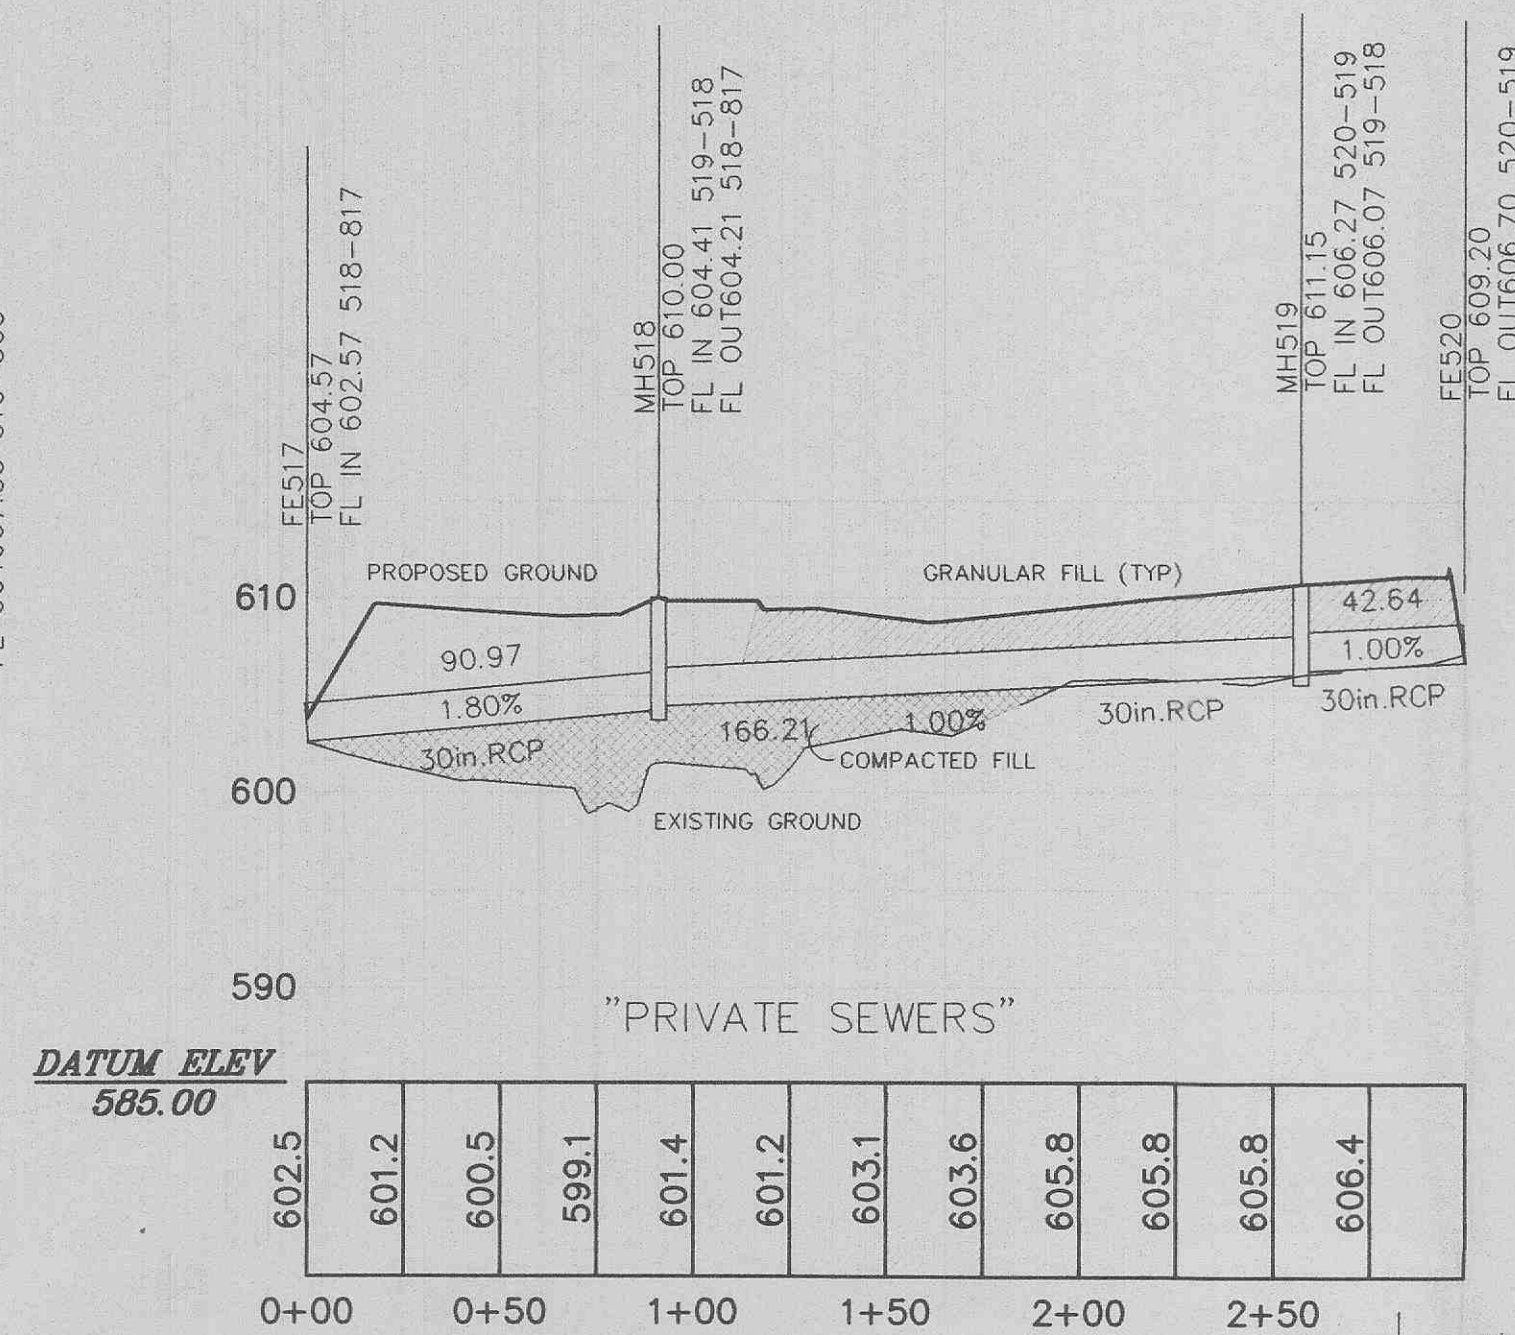 FE517
TOP 604.57
FL IN 602.57 518-817
MH518
TOP 610.00
FL IN 604.41 519-518
FL OUT604.21 518-817
MH519
TOP 611.15
FL IN 606.27 520-519
FL OUT606.07 519-518
FE520
TOP 609.20
FL OUT606.70 520-519
PROPOSED GROUND
GRANULAR FILL (TYP)
610
42.64
90.97
1.00%
1.80%
30in.RCP
30in.RCP
166.21
1.00%
30in.RCP
COMPACTED FILL
600
EXISTING GROUND
590
"PRIVATE SEWERS"
DATUM ELEV
585.00
602.5
601.2
600.5
599.1
601.4
601.2
603.1
603.6
605.8
605.8
605.8
606.4
0+00 0+50 1+00 1+50 2+00 2+50